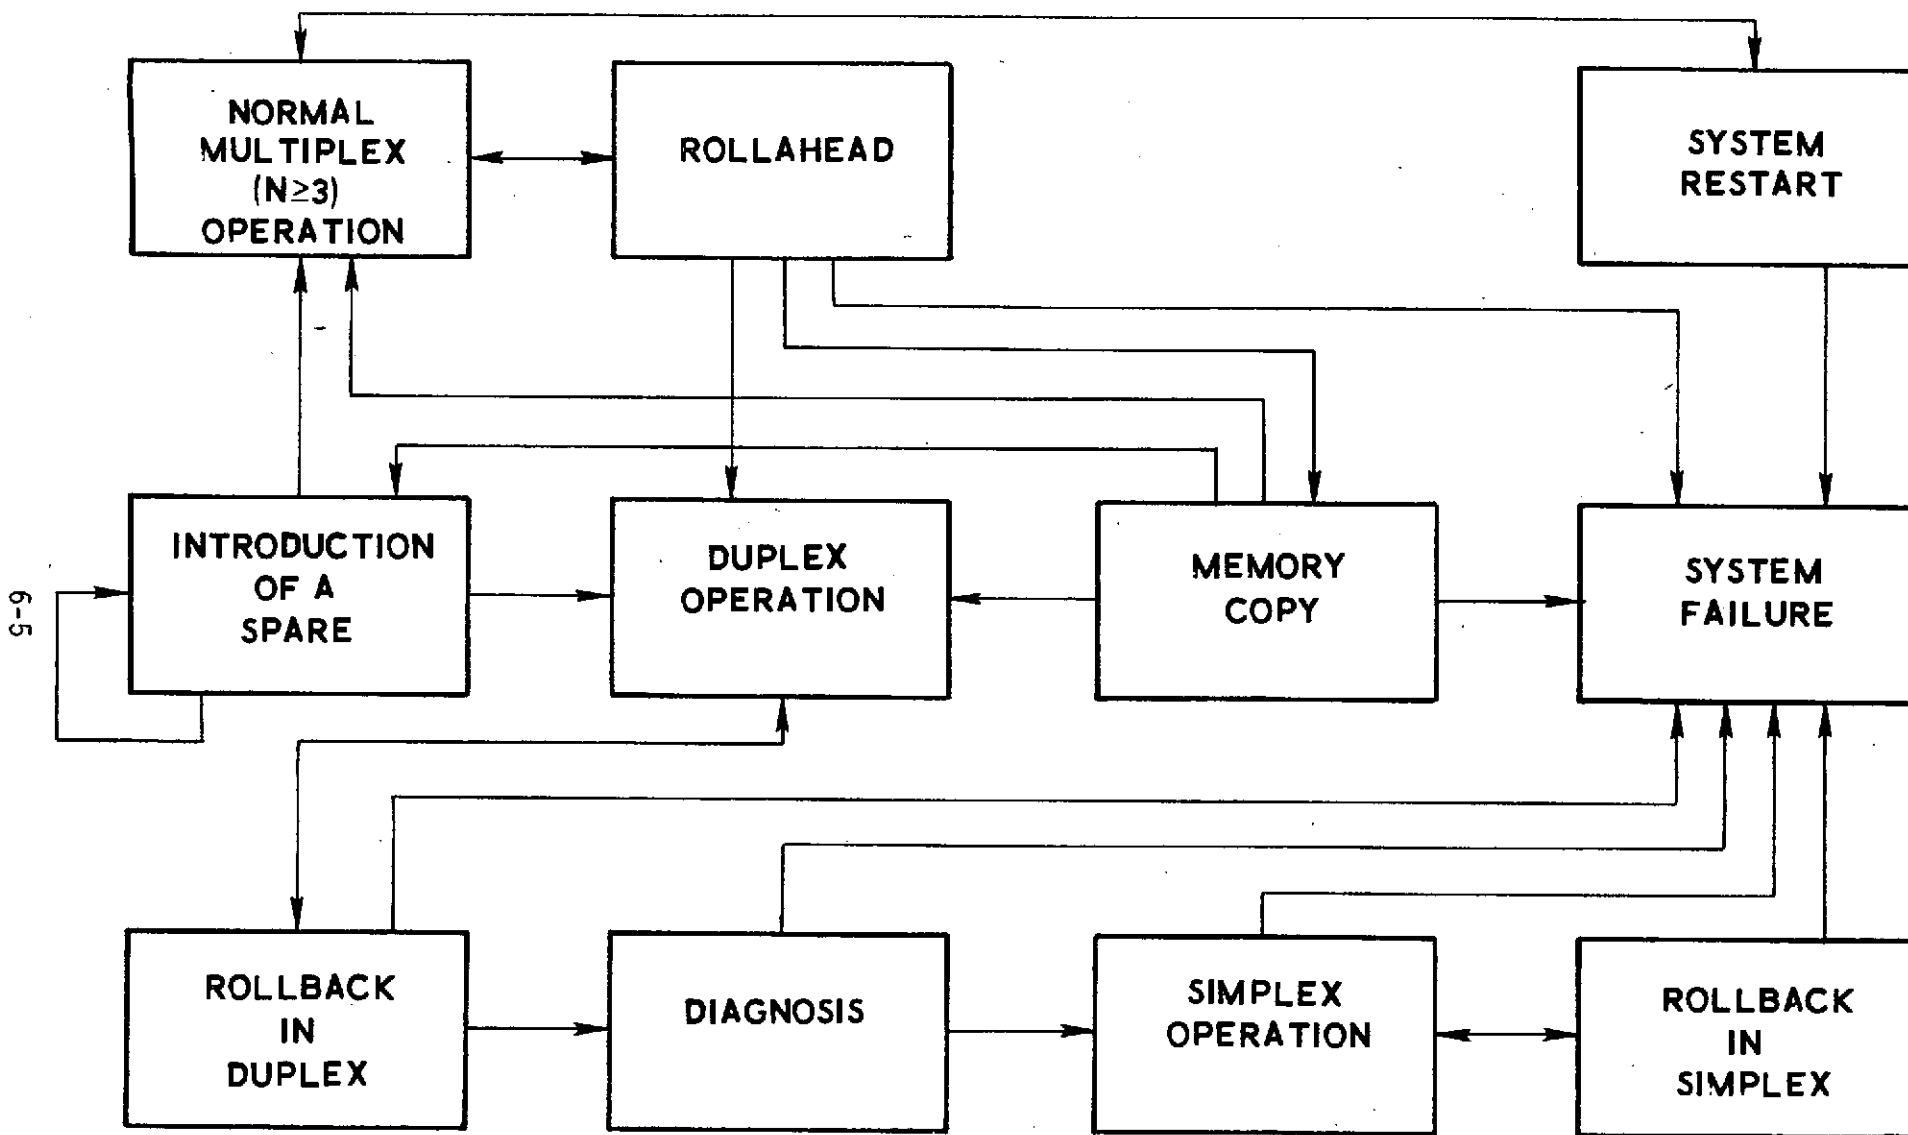 NORMAL
MULTIPLEX
(N≥3)
OPERATION
ROLLAHEAD
SYSTEM
RESTART
INTRODUCTION
OF A
SPARE
DUPLEX
OPERATION
MEMORY
COPY
SYSTEM
FAILURE
6-5
ROLLBACK
IN
DUPLEX
DIAGNOSIS
SIMPLEX
OPERATION
ROLLBACK
IN
SIMPLEX